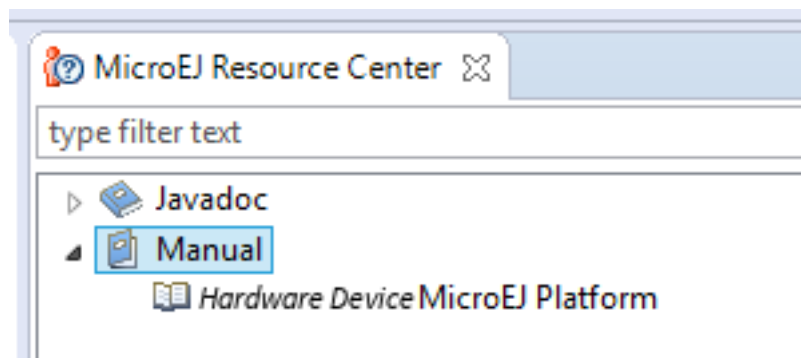 MicroEJ Resource Center
type filter text
Javadoc
Manual
Hardware Device MicroEJ Platform